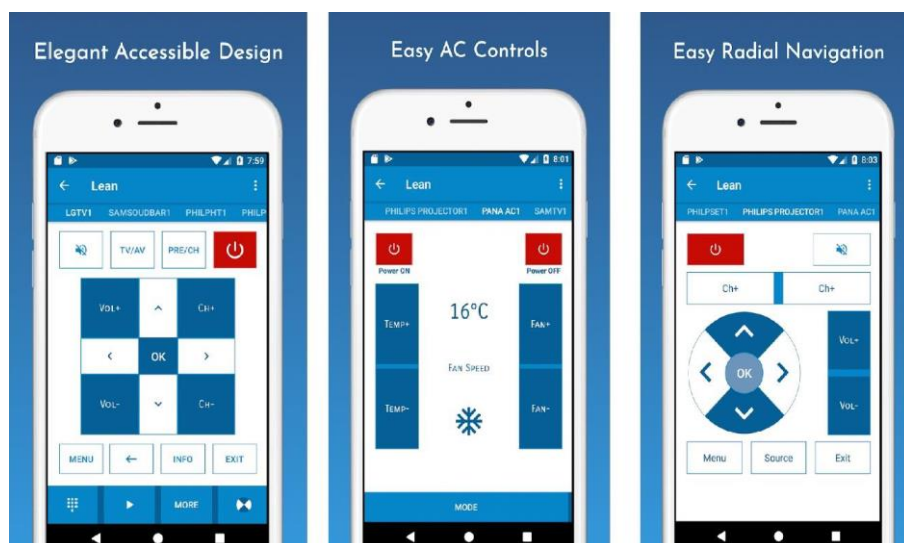 Elegant Accessible Design
7:59
Lean
LGTV1 SAMSOUDBAR1 PHILPHT1 PHILP
TV/AV PRE/CH
VOL+ CH+
OK
VOL- CH-
MENU INFO EXIT
MORE
Easy AC Controls
8:01
Lean
PHILIPS PROJECTOR1 PANA AC1 SAMTV1
Power ON Power OFF
TEMP+ 16°C FAN+
FAN SPEED
TEMP- FAN-
MODE
Easy Radial Navigation
8:03
Lean
PHILPSET1 PHILIPS PROJECTOR1 PANA AC1
Ch+ Ch+
VOL+
OK
VOL-
Menu Source Exit